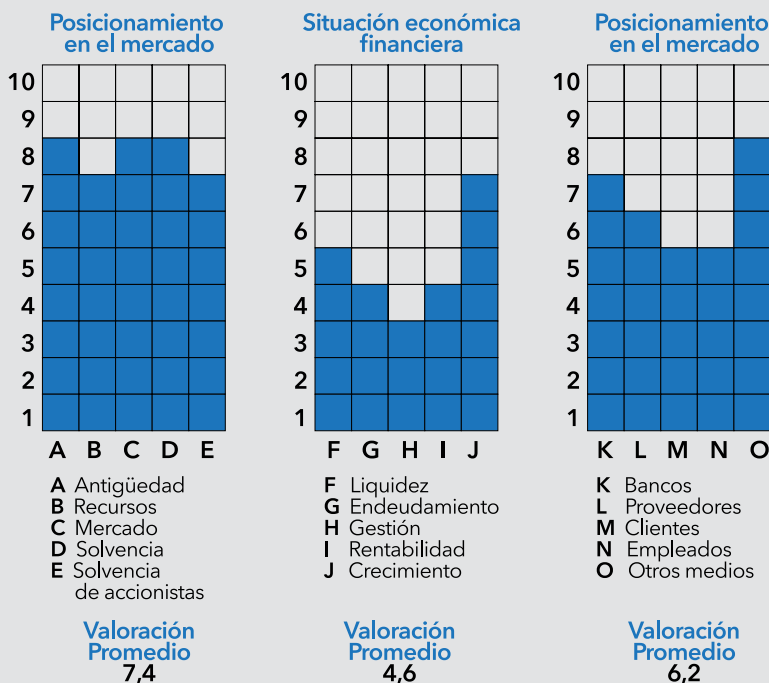 Posicionamiento
en el mercado
10
9
8
7
6
5
4
3
2
1
A B C D E
A Antigüedad
B Recursos
C Mercado
D Solvencia
E Solvencia
de accionistas
Valoración
Promedio
7,4
Situación económica
financiera
10
9
8
7
6
5
4
3
2
1
F G H I J
F Liquidez
G Endeudamiento
H Gestión
I Rentabilidad
J Crecimiento
Valoración
Promedio
4,6
Posicionamiento
en el mercado
10
9
8
7
6
5
4
3
2
1
K L M N O
K Bancos
L Proveedores
M Clientes
N Empleados
O Otros medios
Valoración
Promedio
6,2